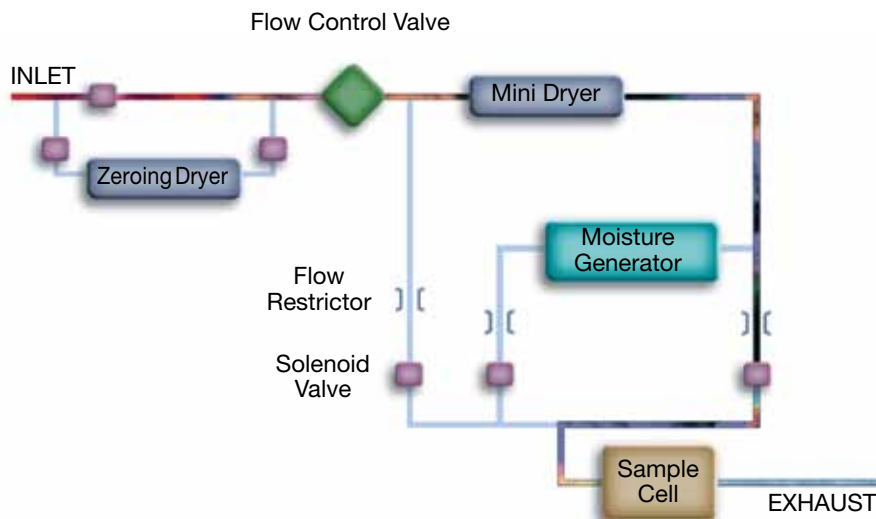 Flow Control Valve
INLET
Mini Dryer
Zeroing Dryer
Moisture
Generator
Flow
Restrictor
Solenoid
Valve
Sample
Cell
EXHAUST